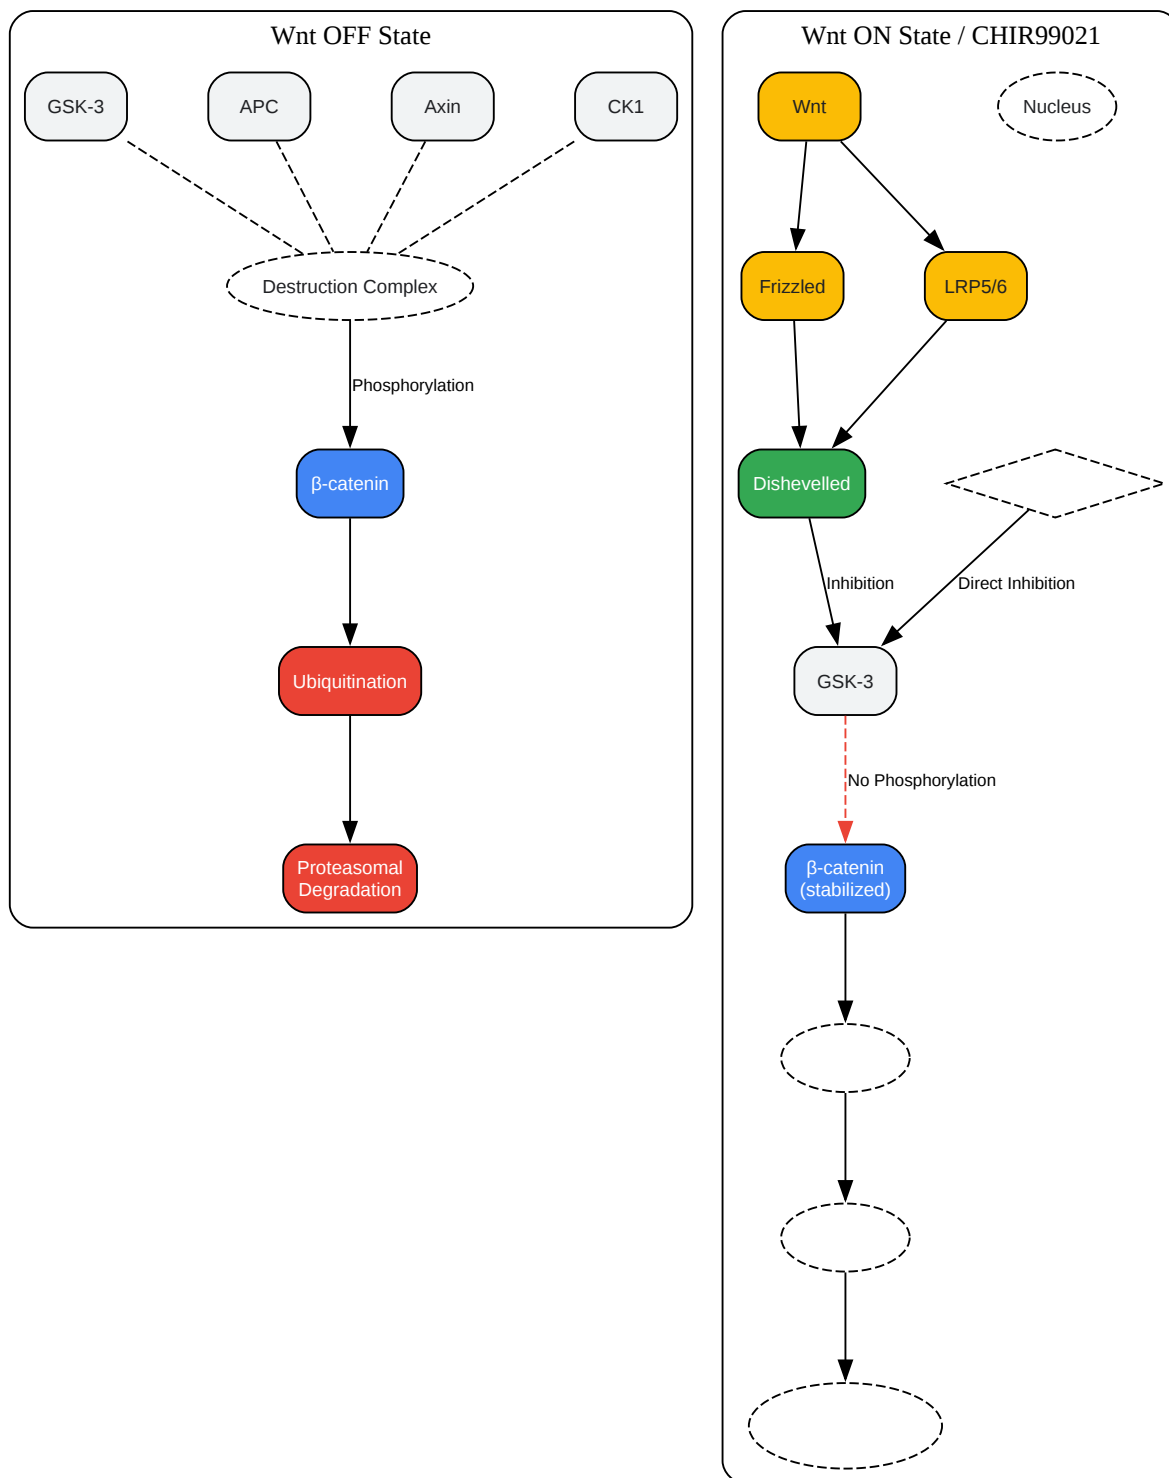 Wnt OFF State
GSK-3
APC
Axin
CK1
Destruction Complex
Phosphorylation
β-catenin
Ubiquitination
Proteasomal
Degradation
Wnt ON State / CHIR99021
Wnt
Nucleus
Frizzled
LRP5/6
Dishevelled
Inhibition
Direct Inhibition
GSK-3
No Phosphorylation
β-catenin
(stabilized)